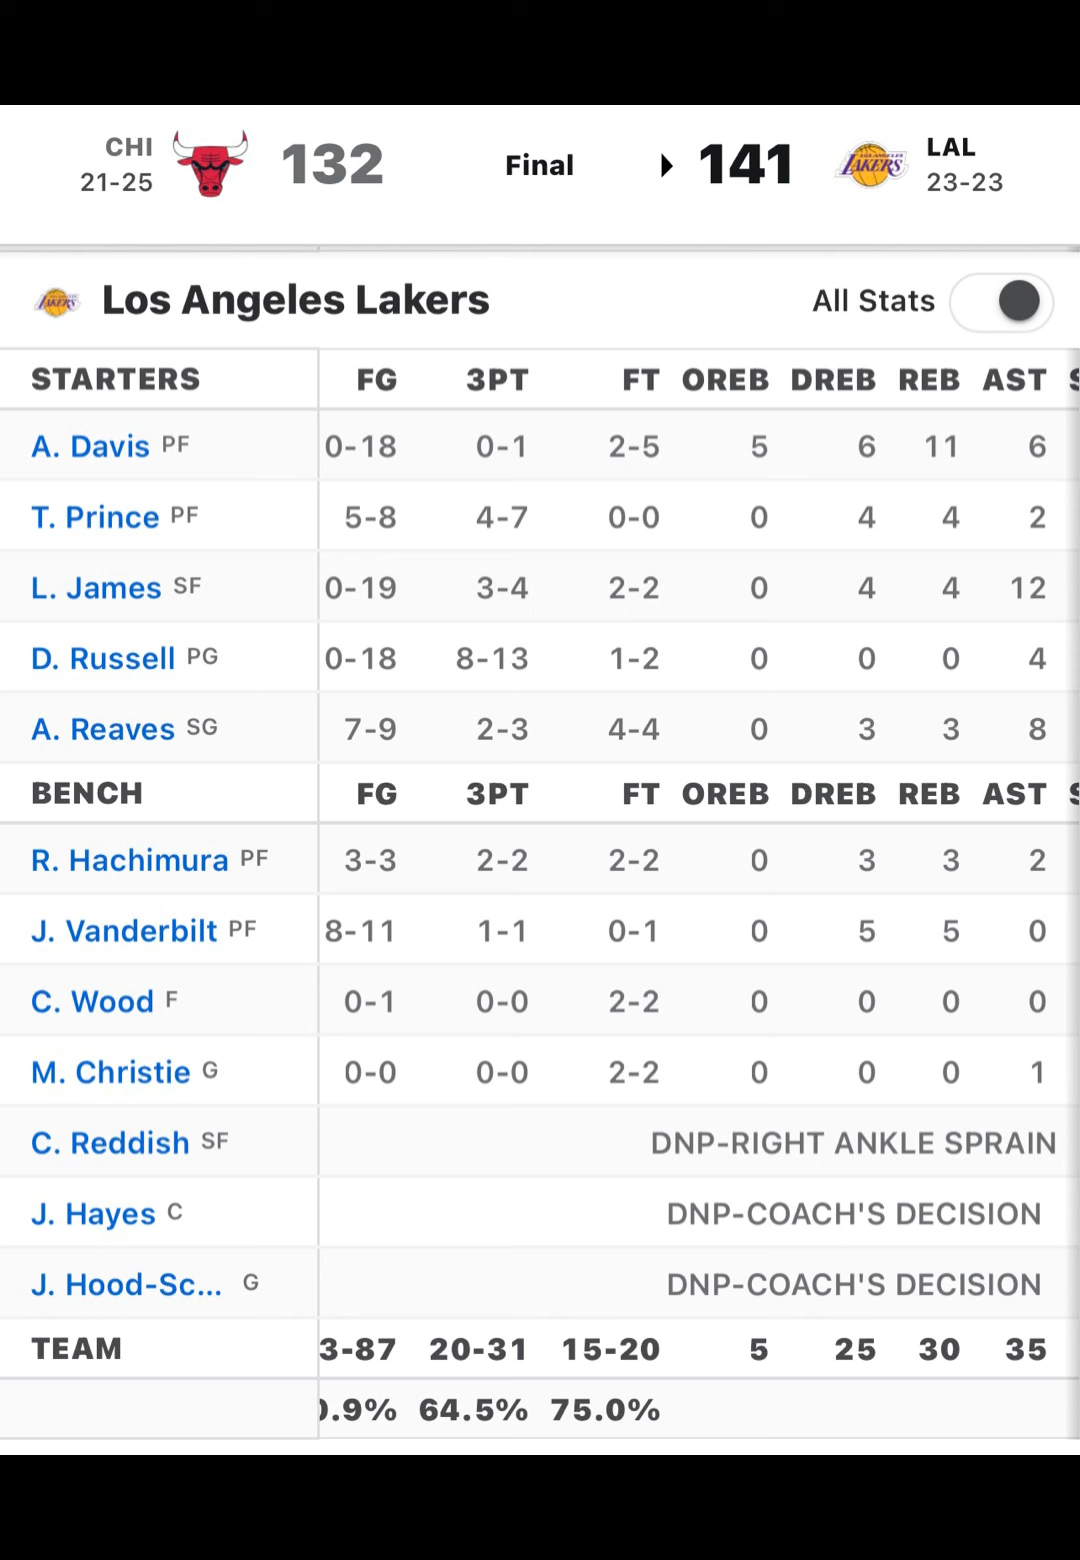 CHI
21-25
132
Final
141
LAL
23-23
LAKERS
LAKERS Los Angeles Lakers All Stats
STARTERS FG 3PT FT OREB DREB REB AST S
A. Davis PF 0-18 0-1 2-5 5 6 11 6
T. Prince PF 5-8 4-7 0-0 0 4 4 2
L. James SF 0-19 3-4 2-2 0 4 4 12
D. Russell PG 0-18 8-13 1-2 0 0 0 4
A. Reaves SG 7-9 2-3 4-4 0 3 3 8
BENCH FG 3PT FT OREB DREB REB AST S
R. Hachimura PF 3-3 2-2 2-2 0 3 3 2
J. Vanderbilt PF 8-11 1-1 0-1 0 5 5 0
C. Wood F 0-1 0-0 2-2 0 0 0 0
M. Christie G 0-0 0-0 2-2 0 0 0 1
C. Reddish SF DNP-RIGHT ANKLE SPRAIN
J. Hayes C DNP-COACH'S DECISION
J. Hood-Sc... G DNP-COACH'S DECISION
TEAM 3-87 20-31 15-20 5 25 30 35
.9% 64.5% 75.0%